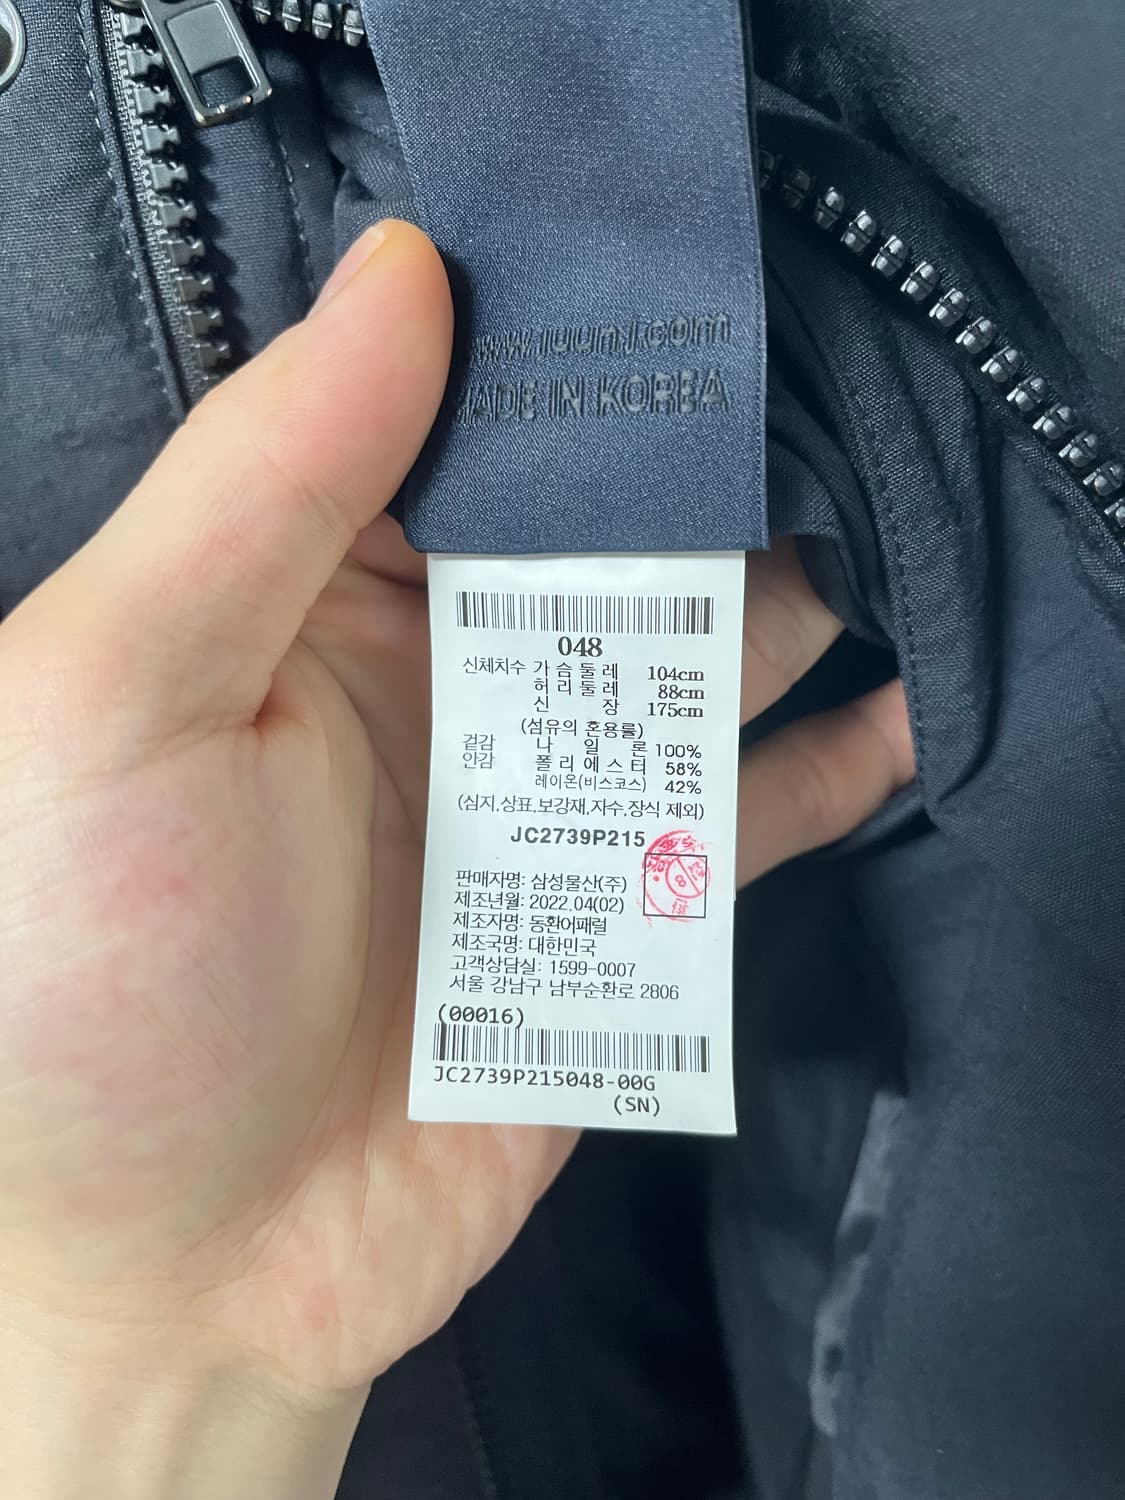 www.juunj.com
MADE IN KOREA
048
신체치수 가슴둘레 104cm
허리둘레 88cm
신 장 175cm
(섬유의 혼용률)
겉감 나 일 론 100%
안감 폴리에스터 58%
레이온(비스코스) 42%
(심지.상표.보강재.자수.장식 제외)
JC2739P215
판매자명: 삼성물산(주)
제조년월: 2022.04(02)
제조자명: 동환어패럴
제조국명: 대한민국
고객상담실: 1599-0007
서울 강남구 남부순환로 2806
(00016)
JC2739P215048-00G
(SN)